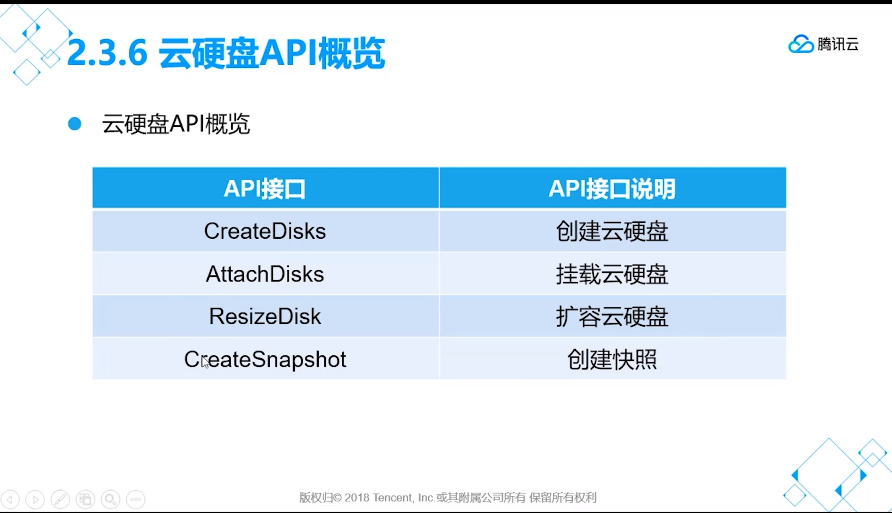 2.3.6 云硬盘API概览
腾讯云
云硬盘API概览
API接口 API接口说明
CreateDisks 创建云硬盘
AttachDisks 挂载云硬盘
ResizeDisk 扩容云硬盘
CreateSnapshot 创建快照
版权归© 2018 Tencent, Inc.或其附属公司所有 保留所有权利